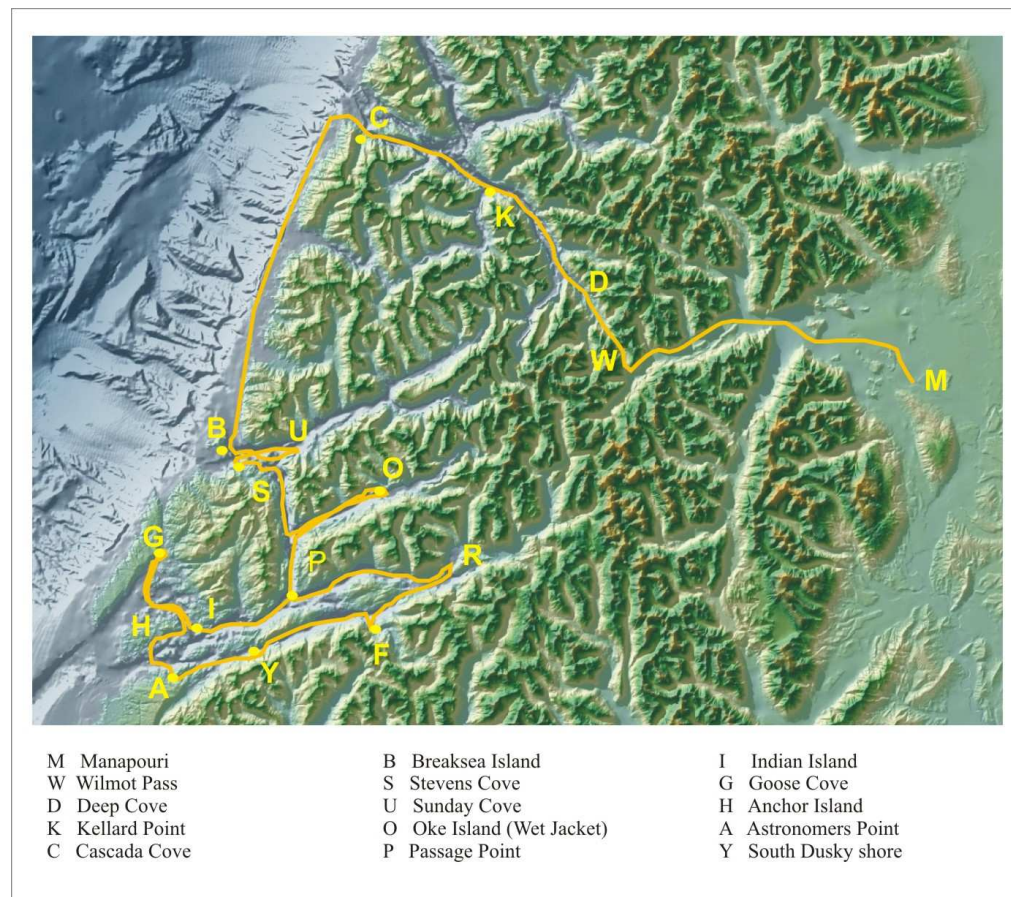 C
K
D
W
M
B
U
O
S
G
P
R
I
H
F
Y
A
M Manapouri
W Wilmot Pass
D Deep Cove
K Kellard Point
C Cascada Cove
B Breaksea Island
S Stevens Cove
U Sunday Cove
O Oke Island (Wet Jacket)
P Passage Point
I Indian Island
G Goose Cove
H Anchor Island
A Astronomers Point
Y South Dusky shore